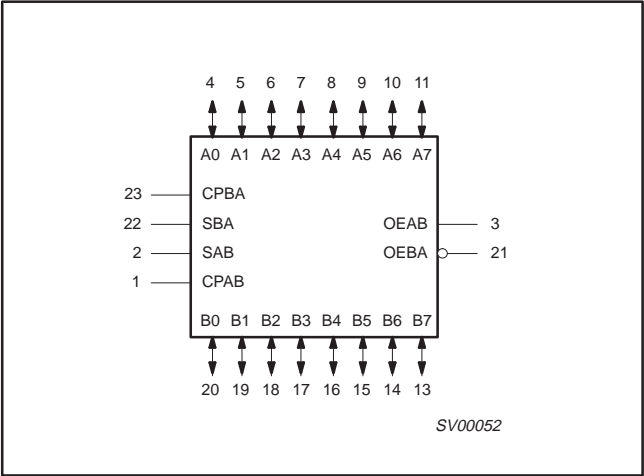 4 5 6 7 8 9 10 11
A0 A1 A2 A3 A4 A5 A6 A7
23 CPBA
22 SBA OEAB 3
2 SAB OEBA 21
1 CPAB
B0 B1 B2 B3 B4 B5 B6 B7
20 19 18 17 16 15 14 13
SV00052